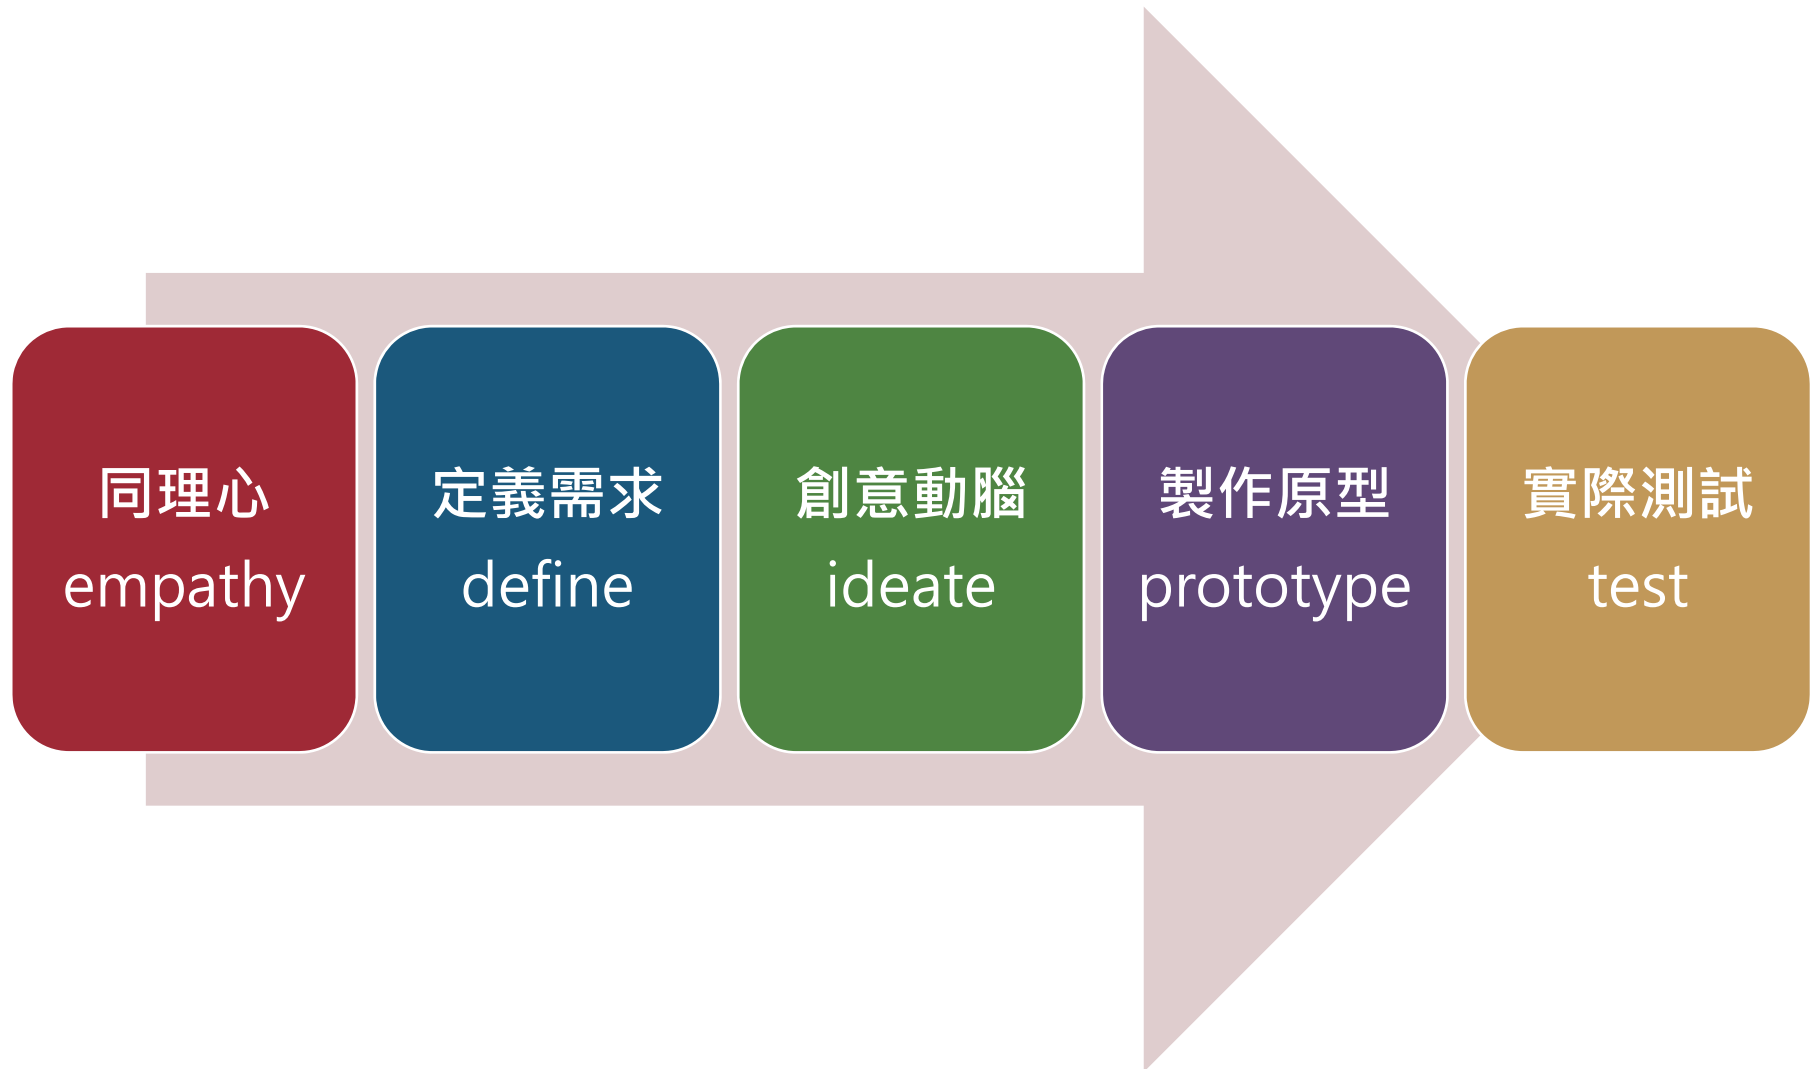 同理心
empathy
定義需求
define
創意動腦
ideate
製作原型
prototype
實際測試
test